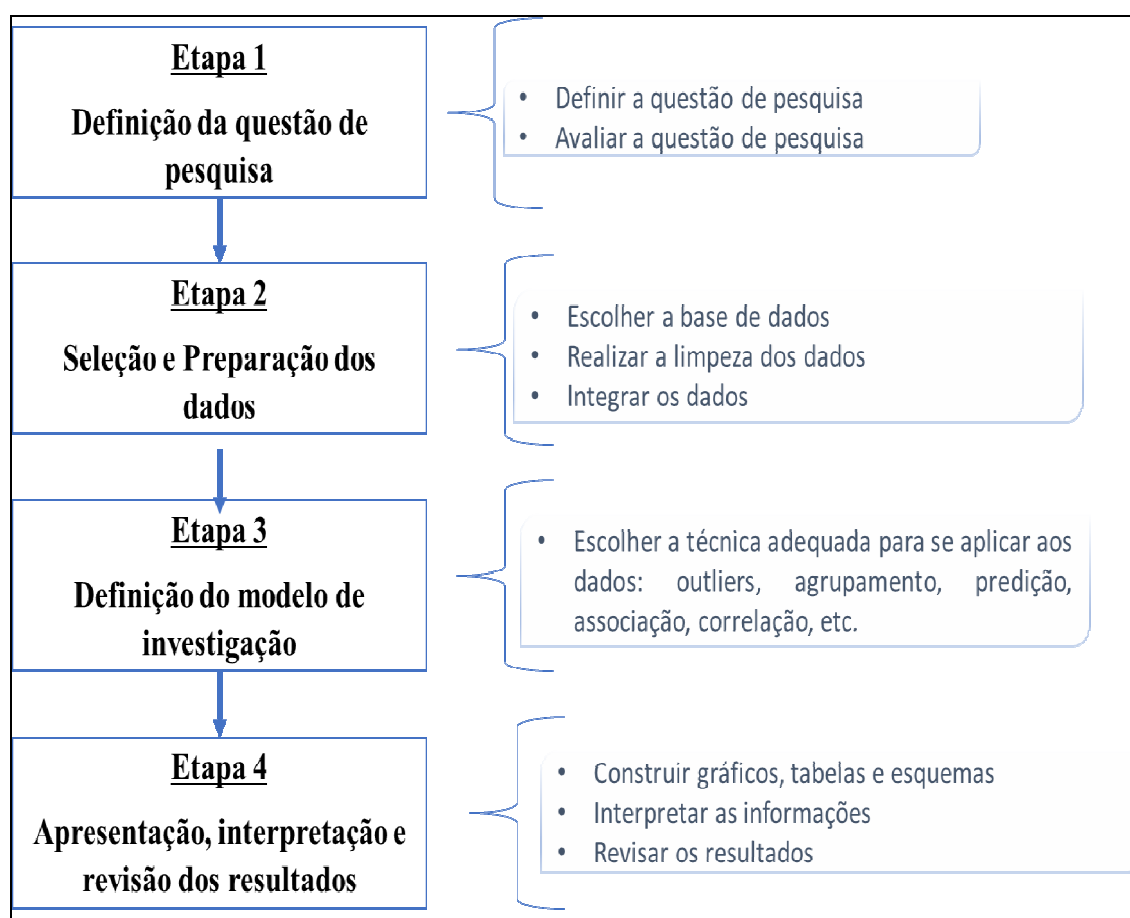 Etapa 1
Definição da questão de
pesquisa
• Definir a questão de pesquisa
• Avaliar a questão de pesquisa
Etapa 2
Seleção e Preparação dos
dados
• Escolher a base de dados
• Realizar a limpeza dos dados
• Integrar os dados
Etapa 3
Definição do modelo de
investigação
• Escolher a técnica adequada para se aplicar aos
dados: outliers, agrupamento, predição,
associação, correlação, etc.
Etapa 4
Apresentação, interpretação e
revisão dos resultados
• Construir gráficos, tabelas e esquemas
• Interpretar as informações
• Revisar os resultados